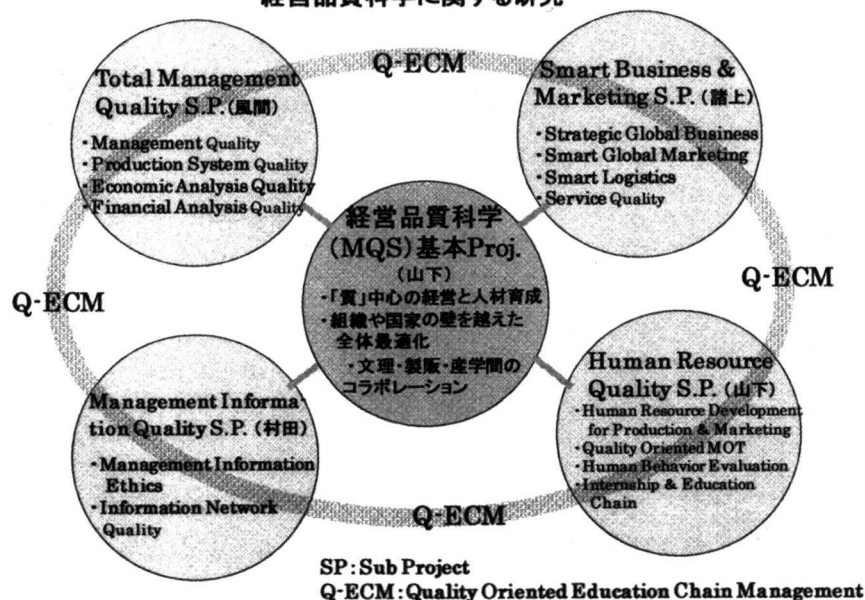 経営品質科学に関する研究
Q-ECM
Total Management
Quality S.P.(風間)
・Management Quality
・Production System Quality
・Economic Analysis Quality
・Financial Analysis Quality
Smart Business &
Marketing S.P. (諸上)
・Strategic Global Business
・Smart Global Marketing
・Smart Logistics
・Service Quality
経営品質科学
(MQS)基本Proj.
(山下)
・「質」中心の経営と人材育成
・組織や国家の壁を越えた
全体最適化
・文理・製販・産学間の
コラボレーション
Q-ECM
Q-ECM
Management Informa-
tion Quality S.P. (村田)
・Management Information
Ethics
・Information Network
Quality
Human Resource
Quality S.P. (山下)
・Human Resource Development
for Production & Marketing
・Quality Oriented MOT
・Human Behavior Evaluation
・Internship & Education
Chain
Q-ECM
SP:Sub Project
Q-ECM:Quality Oriented Education Chain Management